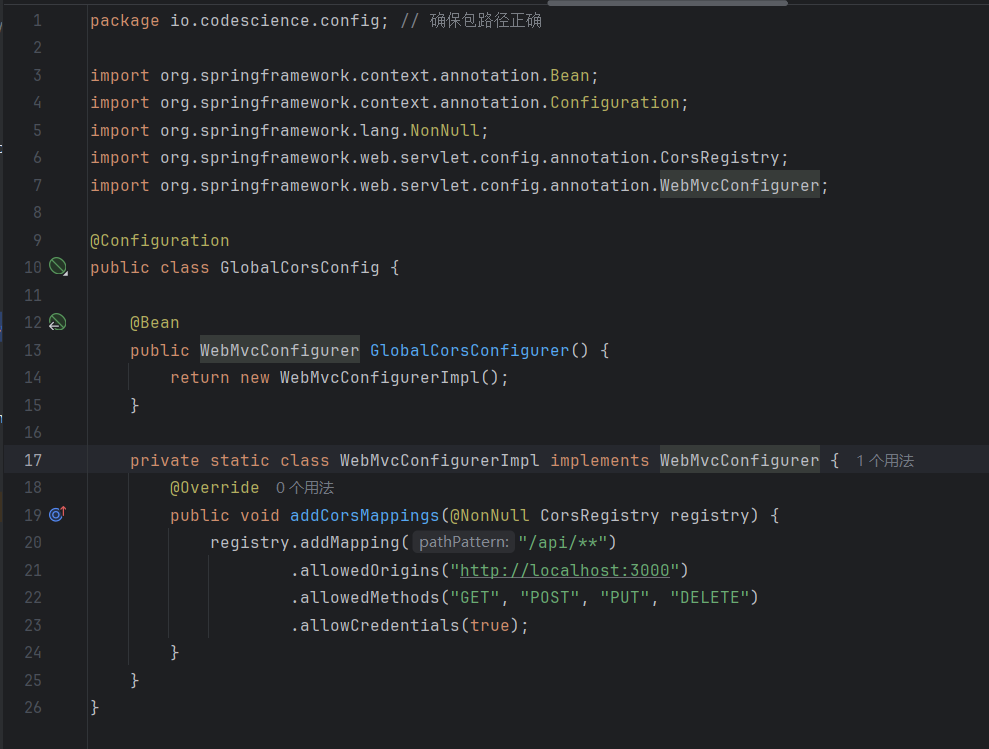 1 package io.codescience.config; // 确保包路径正确
2
3 import org.springframework.context.annotation.Bean;
4 import org.springframework.context.annotation.Configuration;
5 import org.springframework.lang.NonNull;
6 import org.springframework.web.servlet.config.annotation.CorsRegistry;
7 import org.springframework.web.servlet.config.annotation.WebMvcConfigurer;
8
9 @Configuration
10 public class GlobalCorsConfig {
11
12 @Bean
13 public WebMvcConfigurer GlobalCorsConfigurer() {
14 return new WebMvcConfigurerImpl();
15 }
16
17 private static class WebMvcConfigurerImpl implements WebMvcConfigurer { 1 个用法
18 @Override 0 个用法
19 public void addCorsMappings(@NonNull CorsRegistry registry) {
20 registry.addMapping( pathPattern: "/api/**")
21 .allowedOrigins("http://localhost:3000")
22 .allowedMethods("GET", "POST", "PUT", "DELETE")
23 .allowCredentials(true);
24 }
25 }
26 }